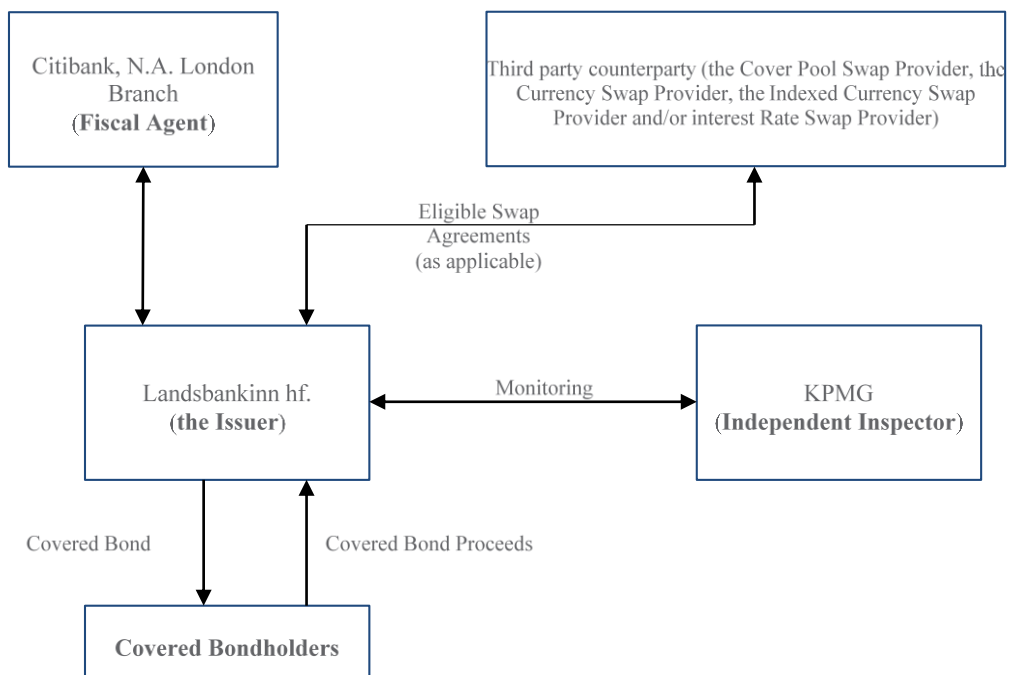 Citibank, N.A. London
Branch
(Fiscal Agent)
Third party counterparty (the Cover Pool Swap Provider, the
Currency Swap Provider, the Indexed Currency Swap
Provider and/or interest Rate Swap Provider)
Eligible Swap
Agreements
(as applicable)
Landsbankinn hf.
(the Issuer)
Monitoring
KPMG
(Independent Inspector)
Covered Bond
Covered Bond Proceeds
Covered Bondholders